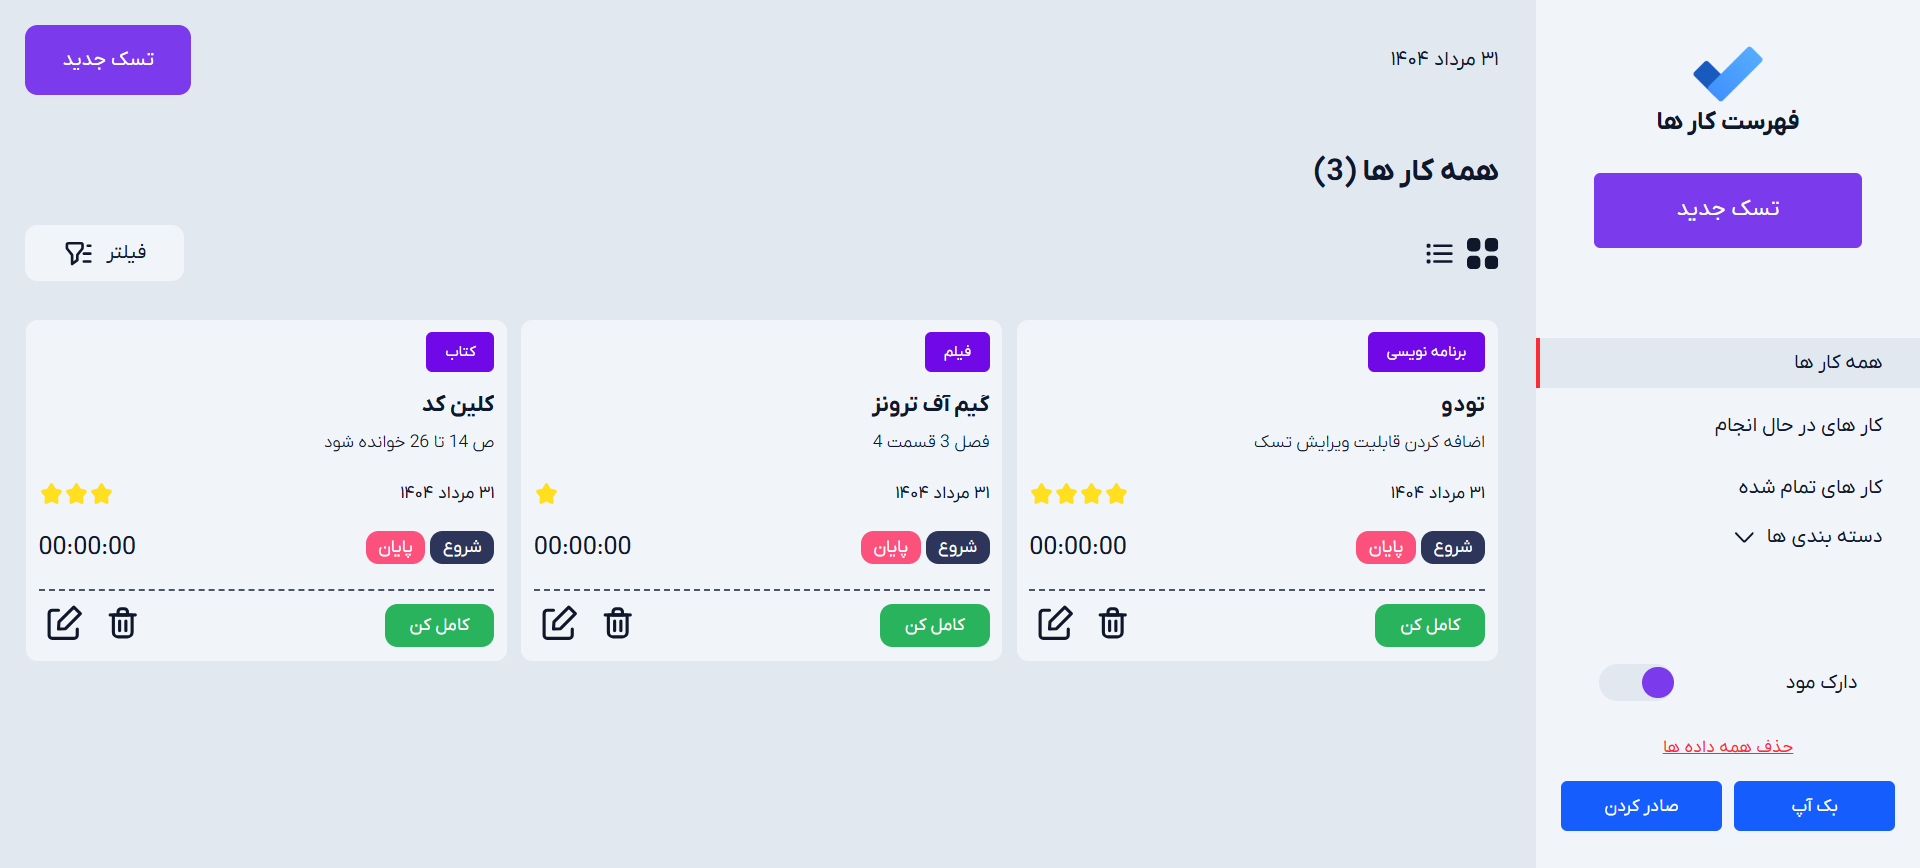 فهرست کار ها
تسک جدید
همه کار ها
کار های در حال انجام
کار های تمام شده
دسته بندی ها
دارک مود
حذف همه داده ها
بک آپ
صادر کردن
۳۱ مرداد ۱۴۰۴
تسک جدید
همه کار ها (3)
فیلتر
برنامه نویسی
تودو
اضافه کردن قابلیت ویرایش تسک
۳۱ مرداد ۱۴۰۴
شروع
پایان
00:00:00
کامل کن
فیلم
گیم آف ترونز
فصل 3 قسمت 4
۳۱ مرداد ۱۴۰۴
شروع
پایان
00:00:00
کامل کن
کتاب
کلین کد
ص 14 تا 26 خوانده شود
۳۱ مرداد ۱۴۰۴
شروع
پایان
00:00:00
کامل کن